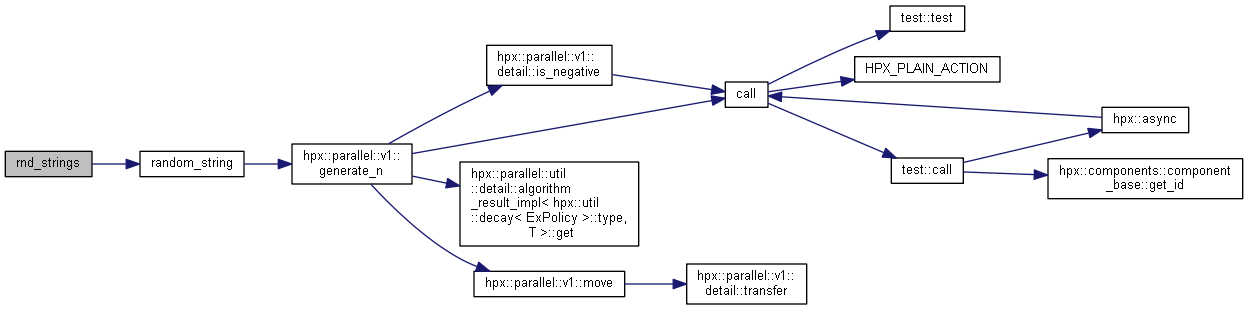 rnd_strings
random_string
hpx::parallel::v1::
generate_n
hpx::parallel::v1::
detail::is_negative
hpx::parallel::util
::detail::algorithm
_result_impl< hpx::util
::decay< ExPolicy >::type,
T >::get
hpx::parallel::v1::move
call
hpx::parallel::v1::
detail::transfer
test::test
HPX_PLAIN_ACTION
test::call
hpx::async
hpx::components::component
_base::get_id